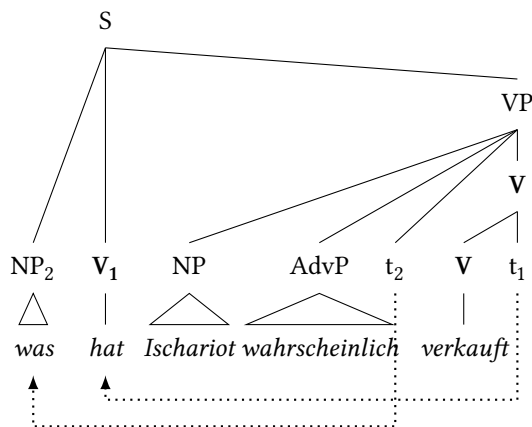 S
VP
V
NP₂ V₁ NP AdvP t₂ V t₁
was hat Ischariot wahrscheinlich verkauft